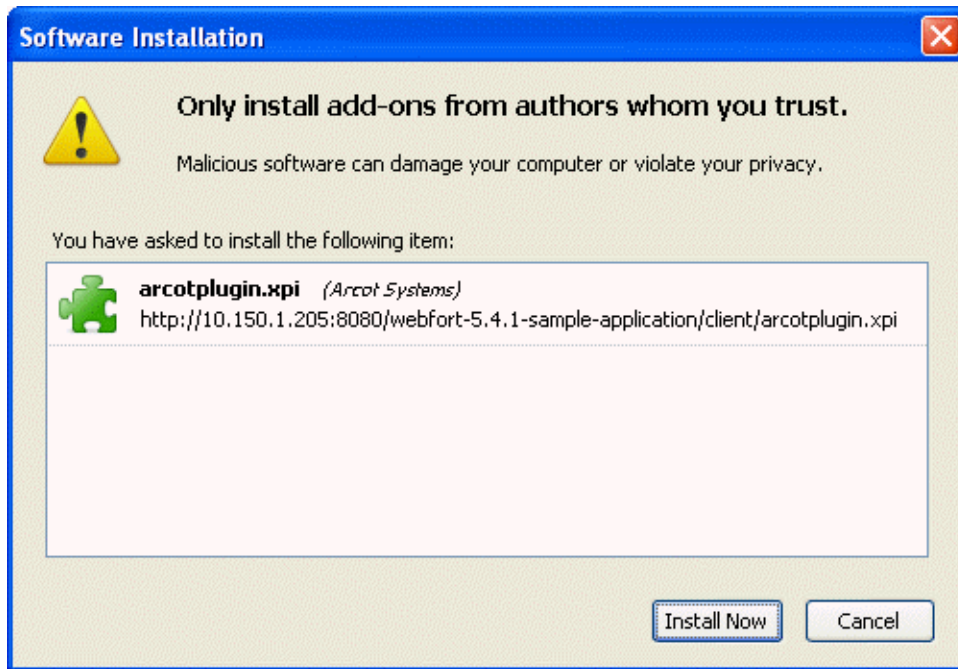 Software Installation
Only install add-ons from authors whom you trust.
Malicious software can damage your computer or violate your privacy.
You have asked to install the following item:
arcotplugin.xpi (Arcot Systems)
http://10.150.1.205:8080/webfort-5.4.1-sample-application/client/arcotplugin.xpi
Install Now Cancel